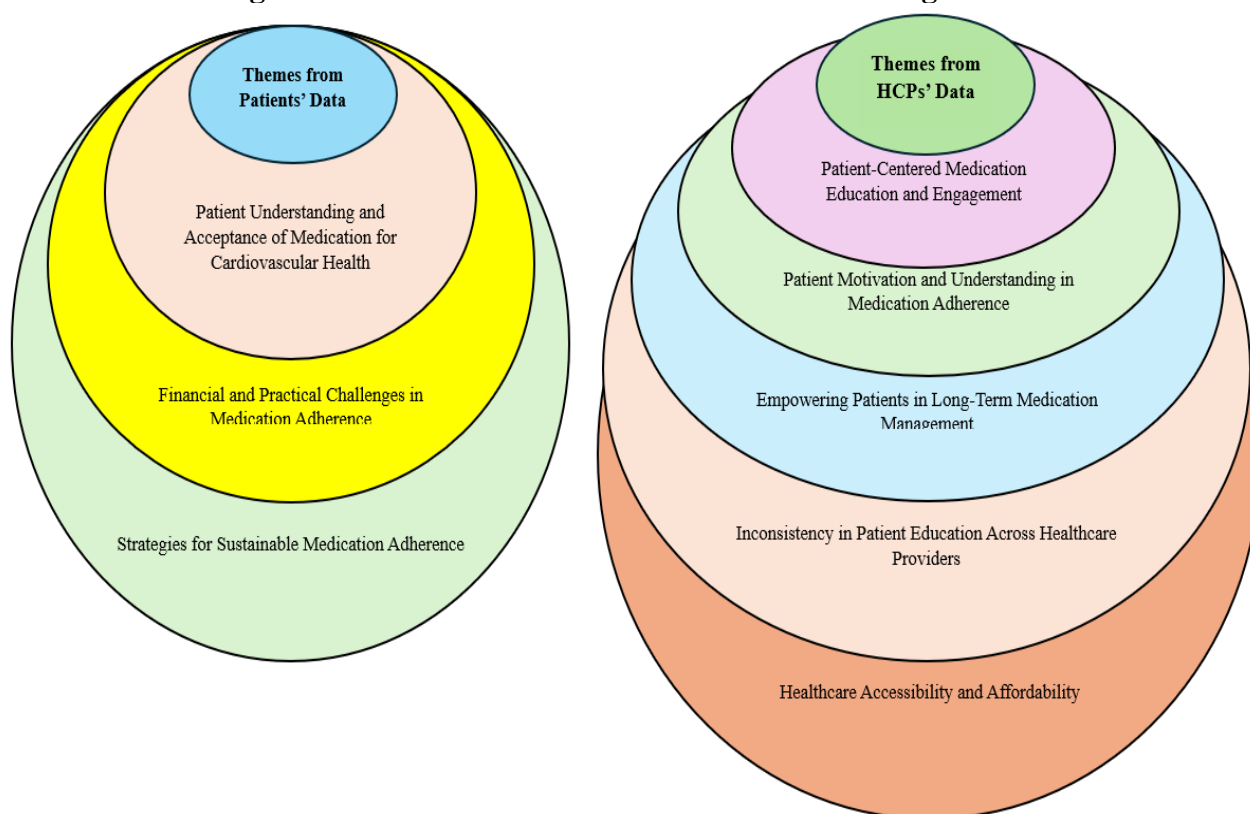 Themes from
Patients' Data
Patient Understanding and
Acceptance of Medication for
Cardiovascular Health
Financial and Practical Challenges in
Medication Adherence
Strategies for Sustainable Medication Adherence
Themes from
HCPs' Data
Patient-Centered Medication
Education and Engagement
Patient Motivation and Understanding in
Medication Adherence
Empowering Patients in Long-Term Medication
Management
Inconsistency in Patient Education Across Healthcare
Providers
Healthcare Accessibility and Affordability